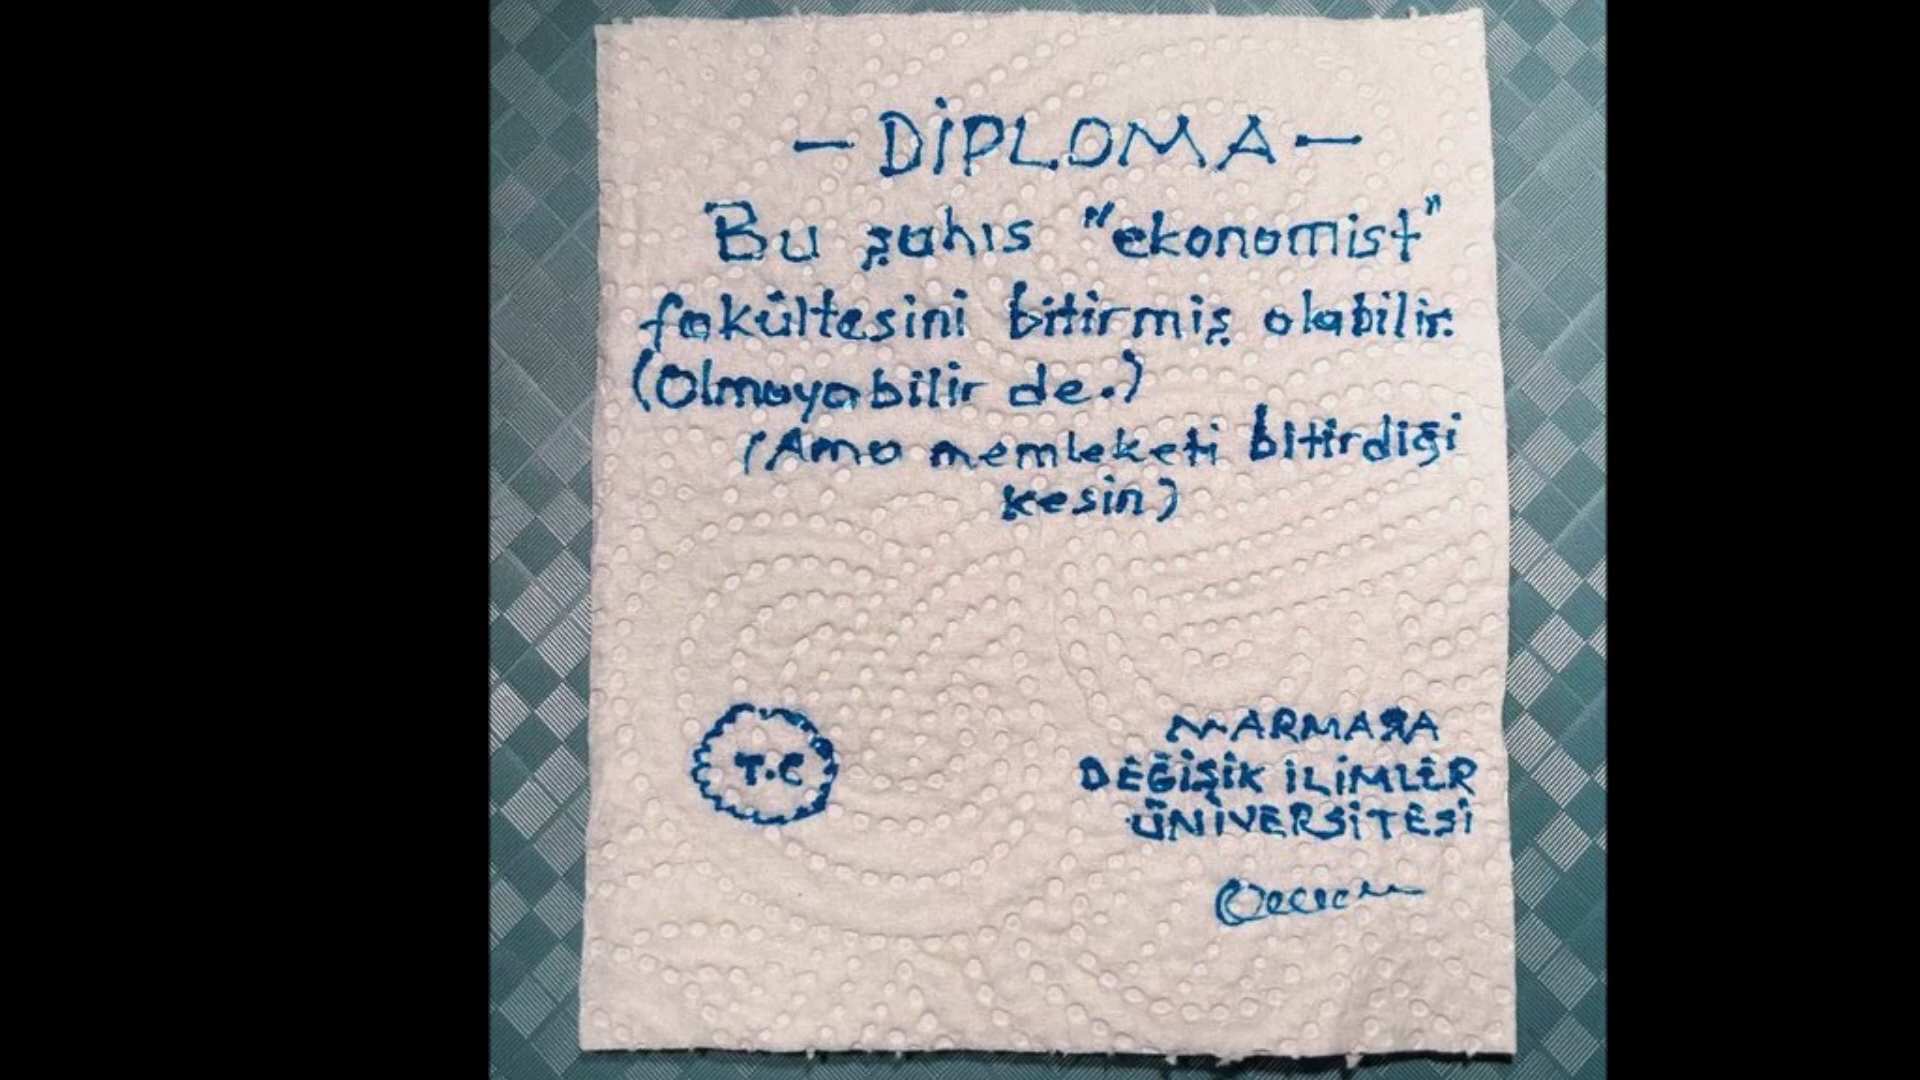 - DİPLOMA -
Bu şahıs "ekonomist"
fakültesini bitirmiş olabilir.
(Olmayabilir de.)
(Ama memleketi bitirdiği
kesin)
T.C
MARMARA
DEĞİŞİK İLİMLER
ÜNİVERSİTESİ